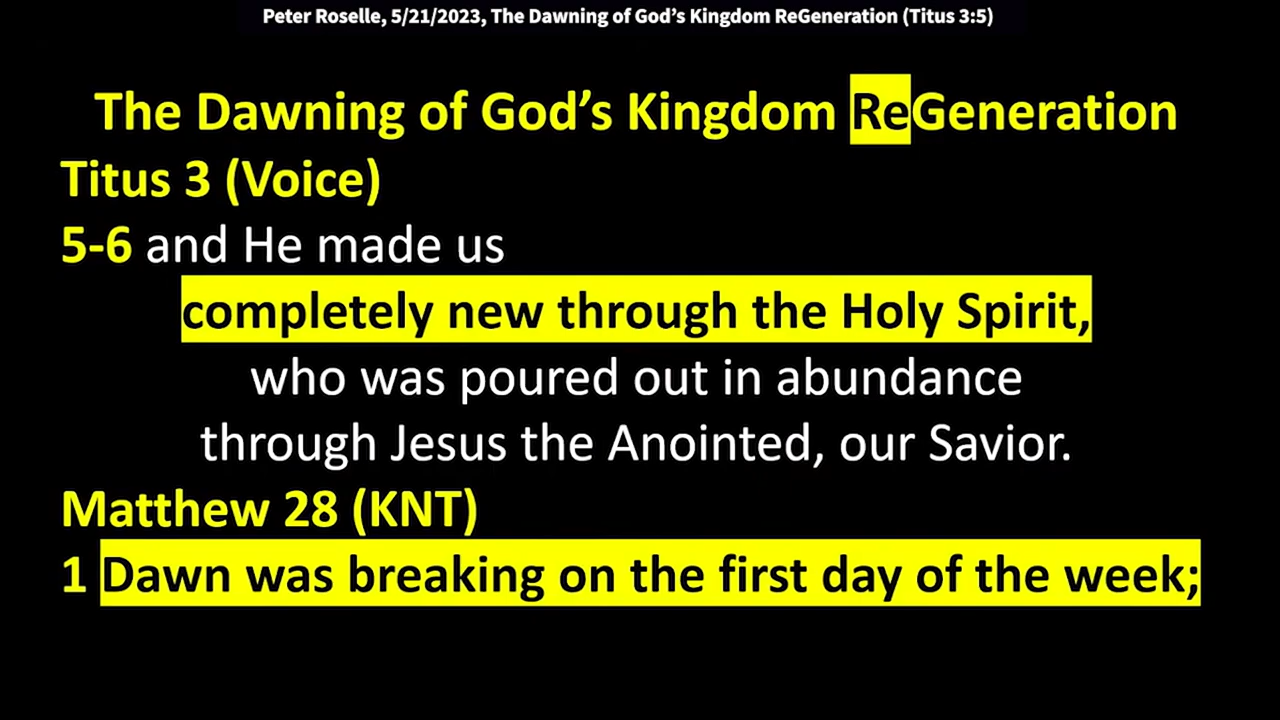 Peter Roselle, 5/21/2023, The Dawning of God’s Kingdom ReGeneration (Titus 3:5)
The Dawning of God’s Kingdom ReGeneration
Titus 3 (Voice)
5-6 and He made us
completely new through the Holy Spirit,
who was poured out in abundance
through Jesus the Anointed, our Savior.
Matthew 28 (KNT)
1 Dawn was breaking on the first day of the week;